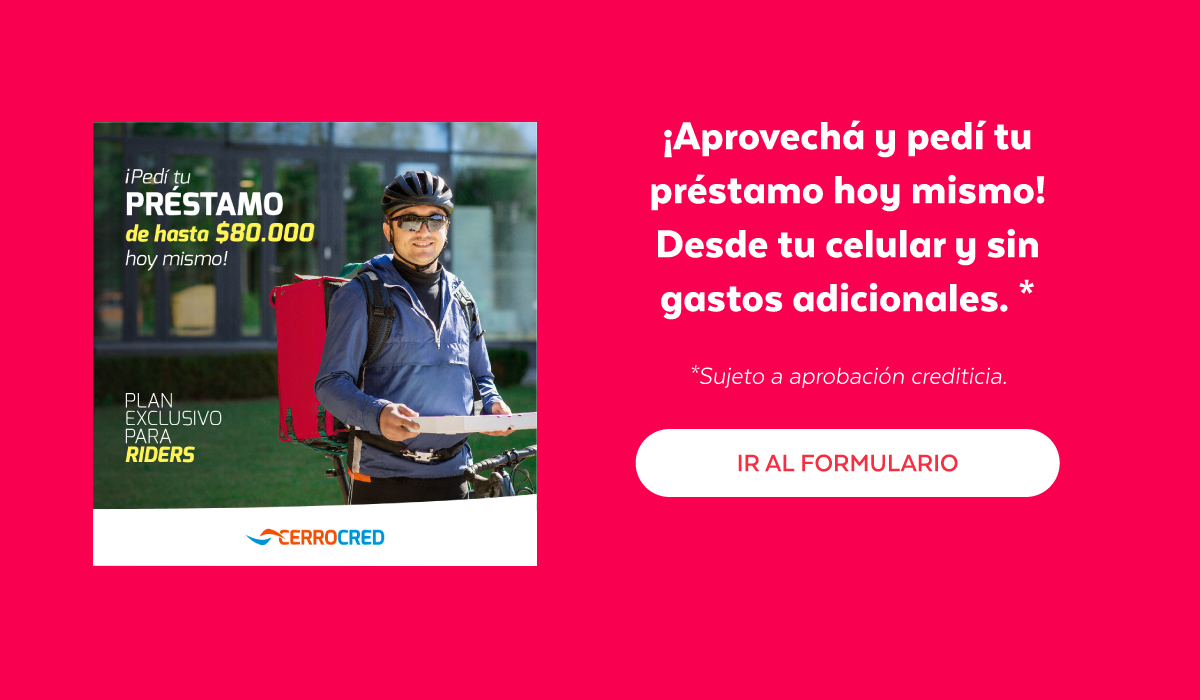 ¡Pedí tu
PRÉSTAMO
de hasta $80.000
hoy mismo!
PLAN
EXCLUSIVO
PARA
RIDERS
CERROCRED
¡Aprovechá y pedí tu
préstamo hoy mismo!
Desde tu celular y sin
gastos adicionales. *
*Sujeto a aprobación crediticia.
IR AL FORMULARIO